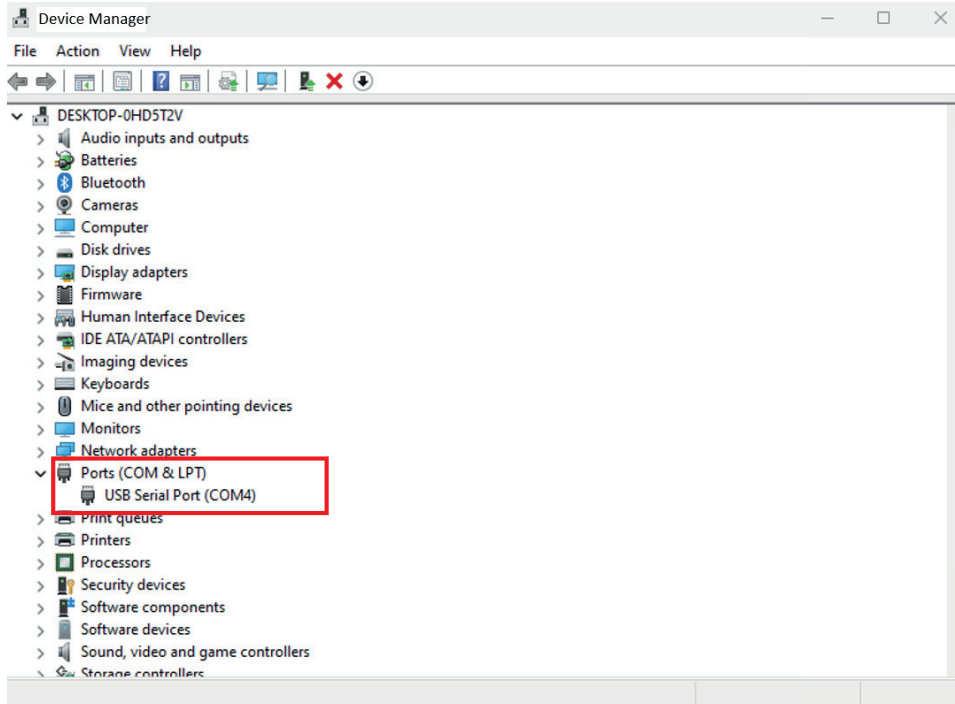 Device Manager
File Action View Help
DESKTOP-0HD5T2V
Audio inputs and outputs
Batteries
Bluetooth
Cameras
Computer
Disk drives
Display adapters
Firmware
Human Interface Devices
IDE ATA/ATAPI controllers
Imaging devices
Keyboards
Mice and other pointing devices
Monitors
Network adapters
Ports (COM & LPT)
USB Serial Port (COM4)
Print queues
Printers
Processors
Security devices
Software components
Software devices
Sound, video and game controllers
Storage controllers